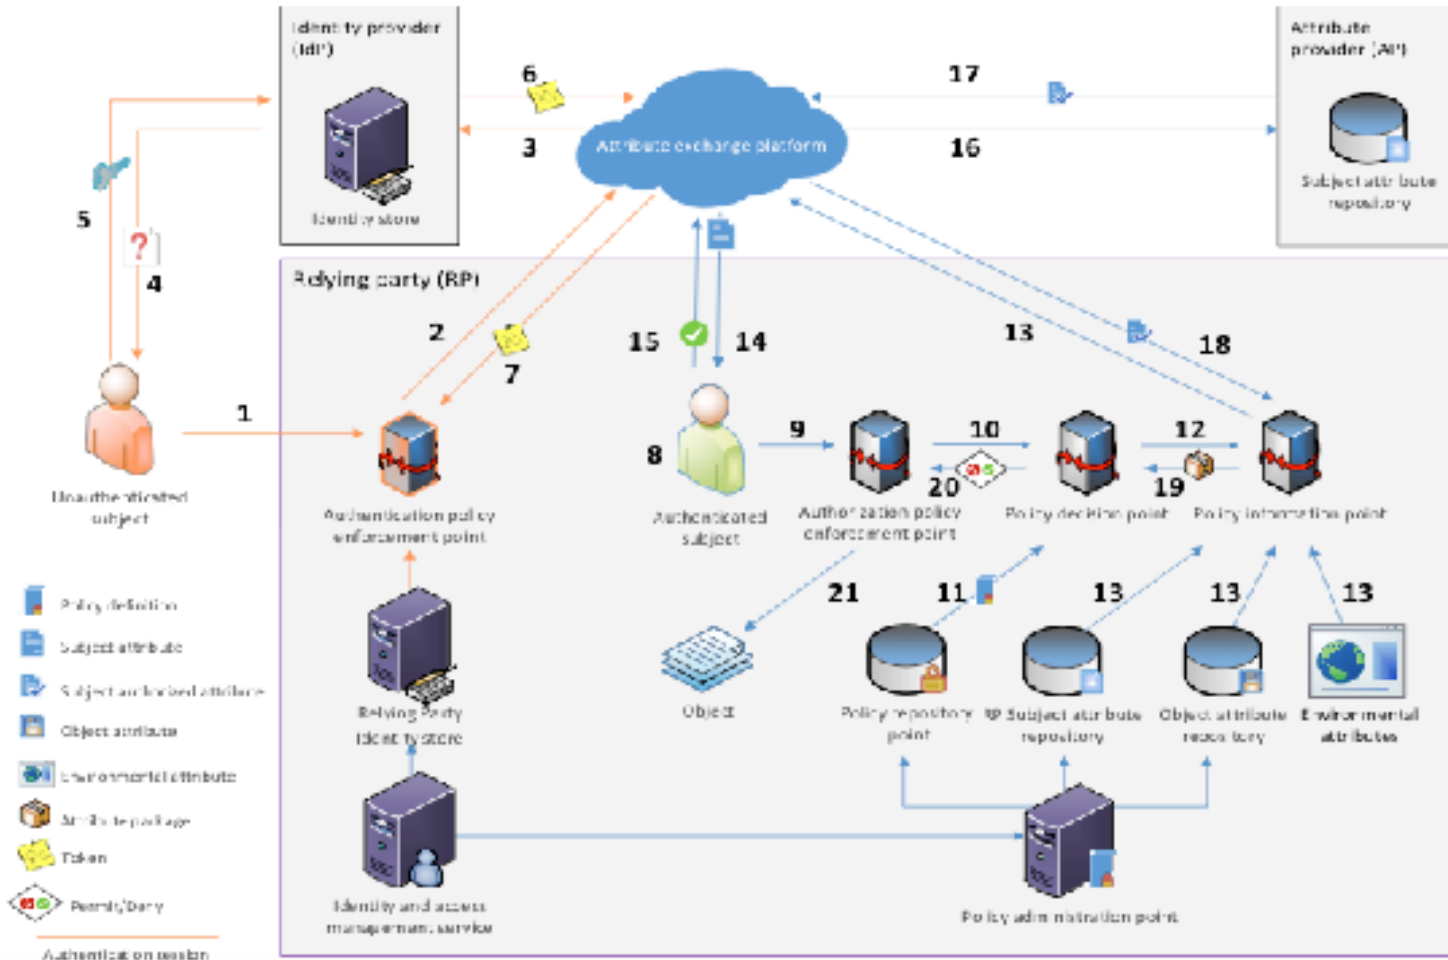 Identity provider
(IdP)
Identity store
6
3
Attribute exchange platform
17
16
Attribute
provider (AP)
Subject attribute
repository
5
4
Unauthenticated
subject
1
Relying party (RP)
2
7
15
14
13
18
8
9
10
20
12
19
Authentication policy
enforcement point
Authenticated
subject
Authorization policy
enforcement point
Policy decision point
Policy information point
21
11
13
13
13
Relying Party
Identity store
Object
Policy repository
point
RP Subject attribute
repository
Object attribute
repository
Environmental
attributes
Identity and access
management service
Policy administration point
Policy definition
Subject attribute
Subject authorized attribute
Object attribute
Environmental attribute
Attribute package
Token
Permit/Deny
Authentication session